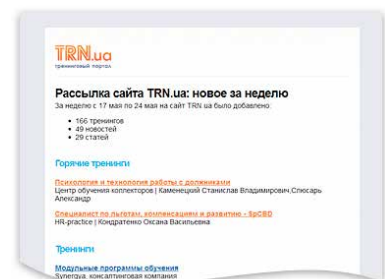 TRN.ua
тренинговый портал
Рассылка сайта TRN.ua: новое за неделю
За неделю с 17 мая по 24 мая на сайт TRN ua было добавлено:
166 тренингов
49 новостей
29 статей
Горячие тренинги
Психология и технология работы с должниками
Центр обучения коллекторов | Каменецкий Станислав Владимирович,Слюсарь
Александр
Специалист по льготам, компенсациям и развитию - SpCBD
HR-practice | Кондратенко Оксана Васильевна
Тренинги
Модульные программы обучения
Synergya, консалтинговая компания